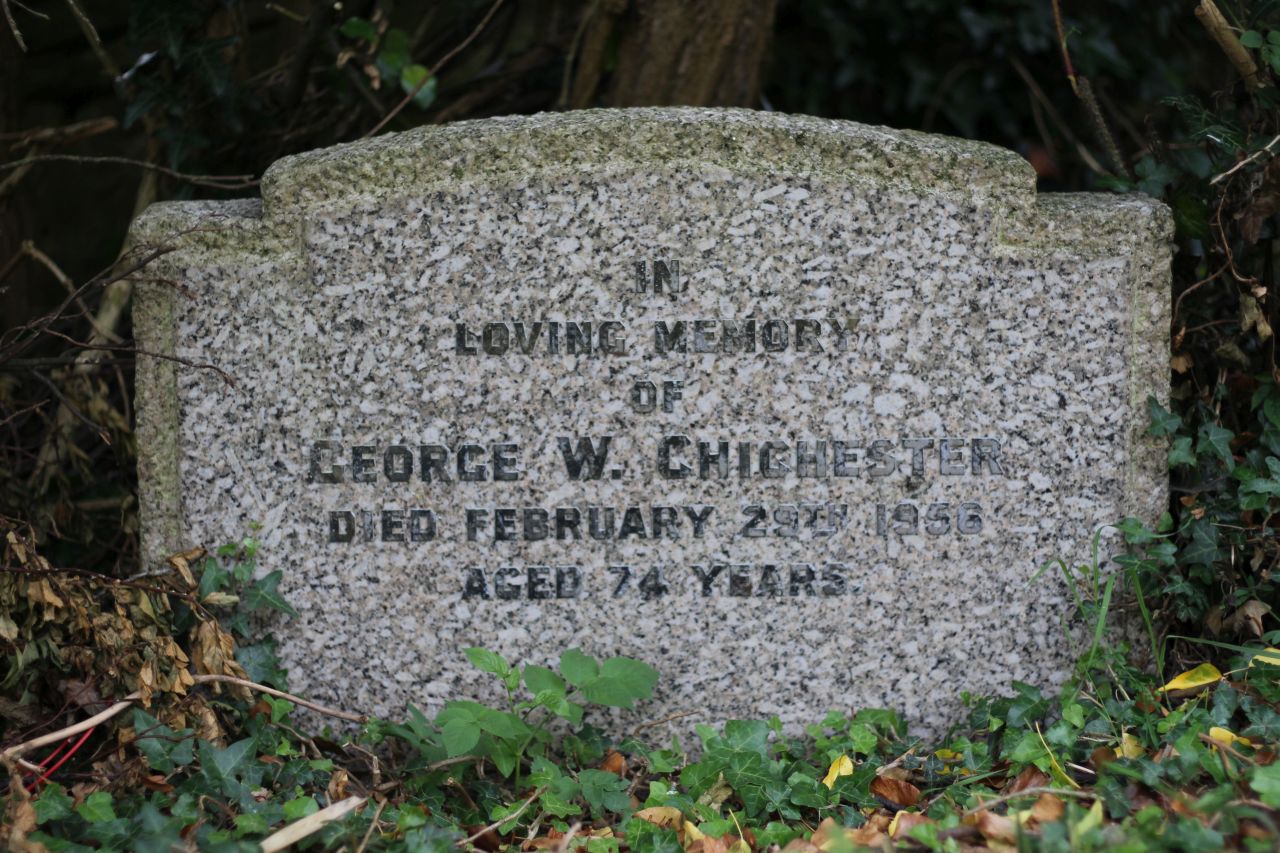 IN
LOVING MEMORY
OF
GEORGE W. CHICHESTER
DIED FEBRUARY 29TH 1956
AGED 74 YEARS.